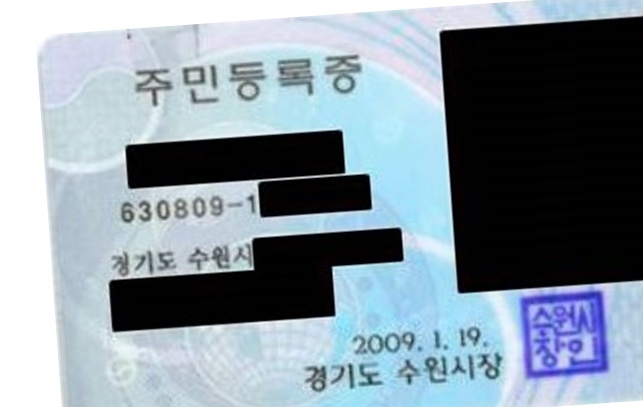 주민등록증
630809-1
경기도 수원시
2009. 1. 19.
경기도 수원시장
수원시
장인